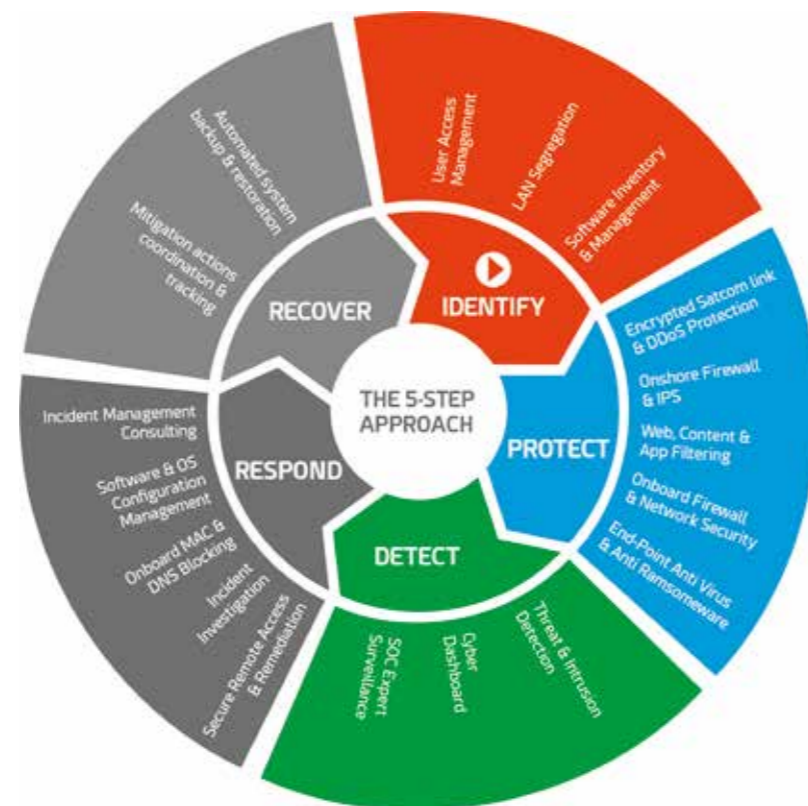 THE 5-STEP
APPROACH
IDENTIFY
User Access
Management
LAN Segregation
Software Inventory
& Management
PROTECT
Encrypted Satcom link
& DDoS Protection
Onshore Firewall
& IPS
Web, Content &
App Filtering
Onboard Firewall
& Network Security
End-Point Anti Virus
& Anti Ramsomeware
DETECT
Threat & Intrusion
Detection
Cyber
Dashboard
SOC Expert
Surveillance
RESPOND
Secure Remote Access
& Remediation
Incident
Investigation
Onboard MAC &
DNS Blocking
Software & OS
Configuration
Management
Incident Management
Consulting
RECOVER
Mitigation actions
coordination &
tracking
Automated system
backup & restoration